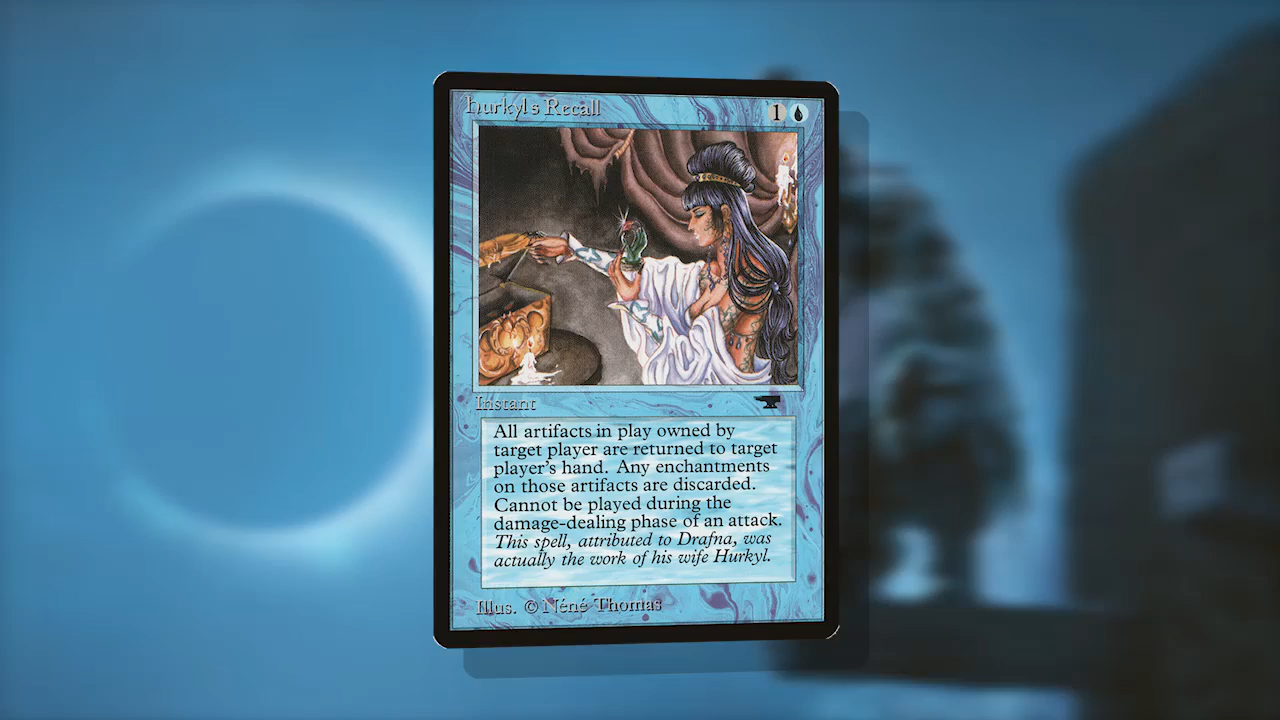 Hurkyl's Recall
1
Instant
All artifacts in play owned by
target player are returned to target
player's hand. Any enchantments
on those artifacts are discarded.
Cannot be played during the
damage-dealing phase of an attack.
This spell, attributed to Drafna, was
actually the work of his wife Hurkyl.
Illus. © Néné Thomas